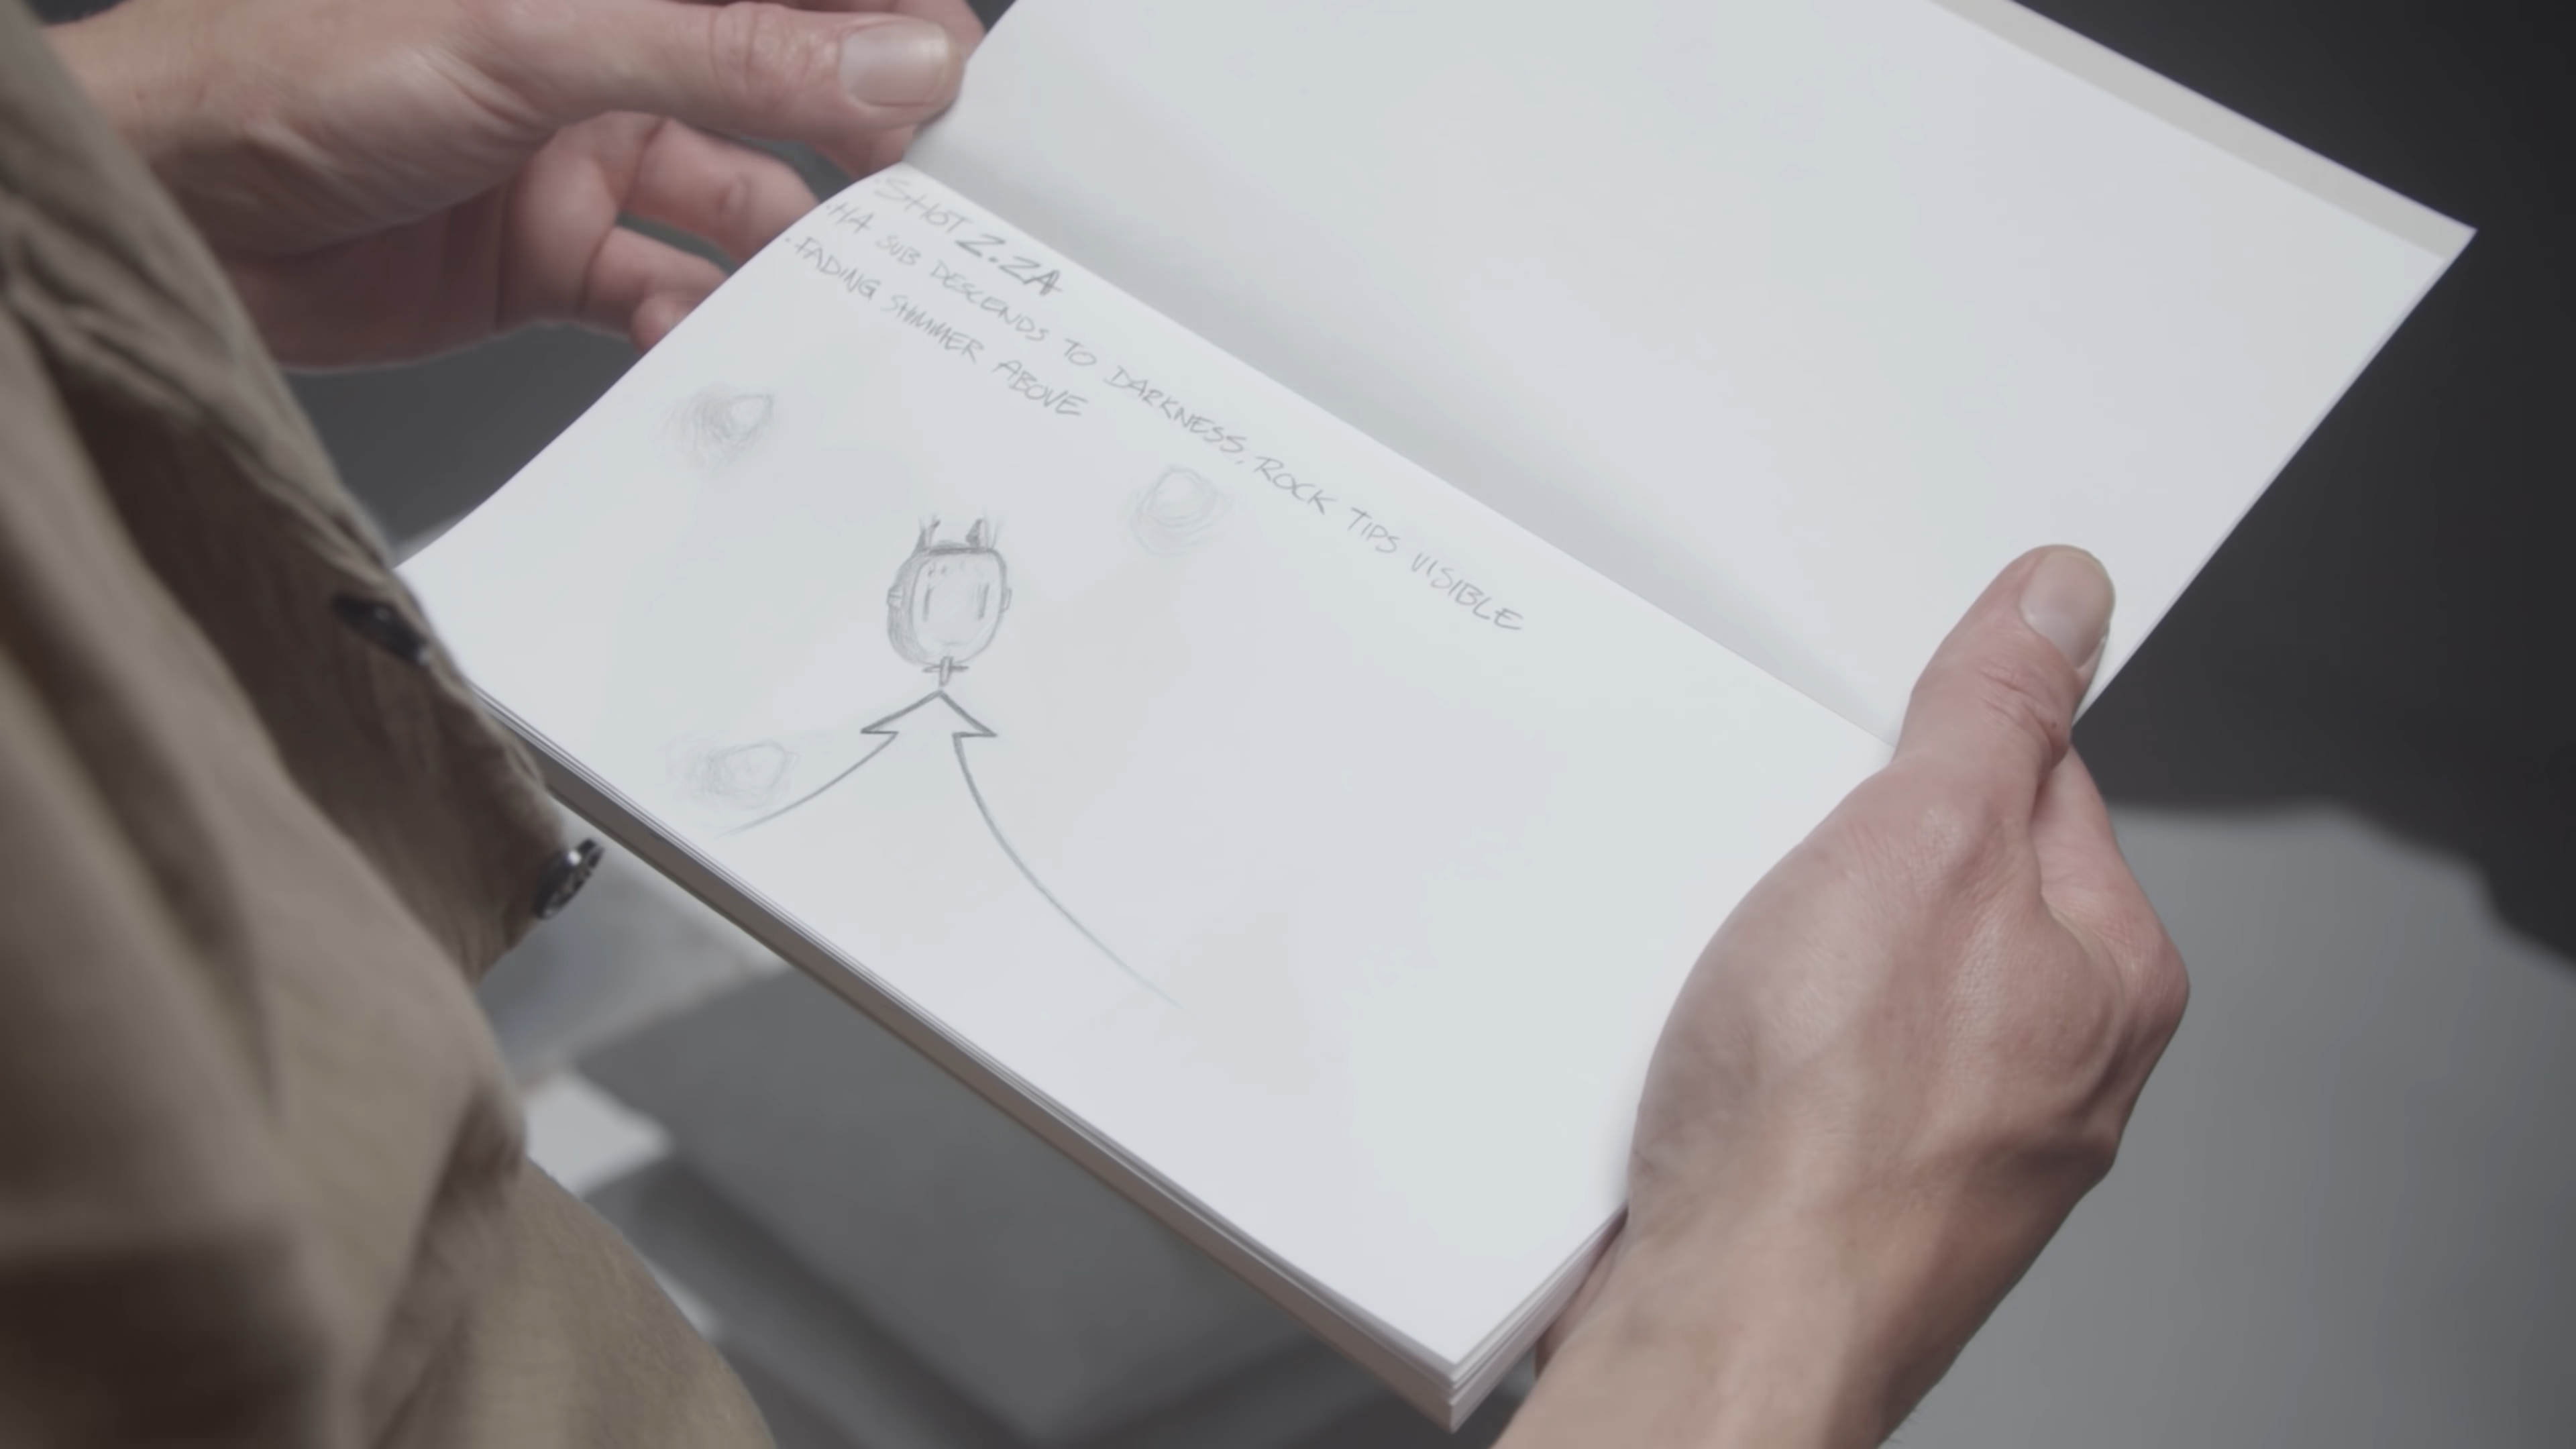 ·SHOT 2.2A
·HA SUB DESCENDS TO DARKNESS, ROCK TIPS VISIBLE
·FADING SHIMMER ABOVE